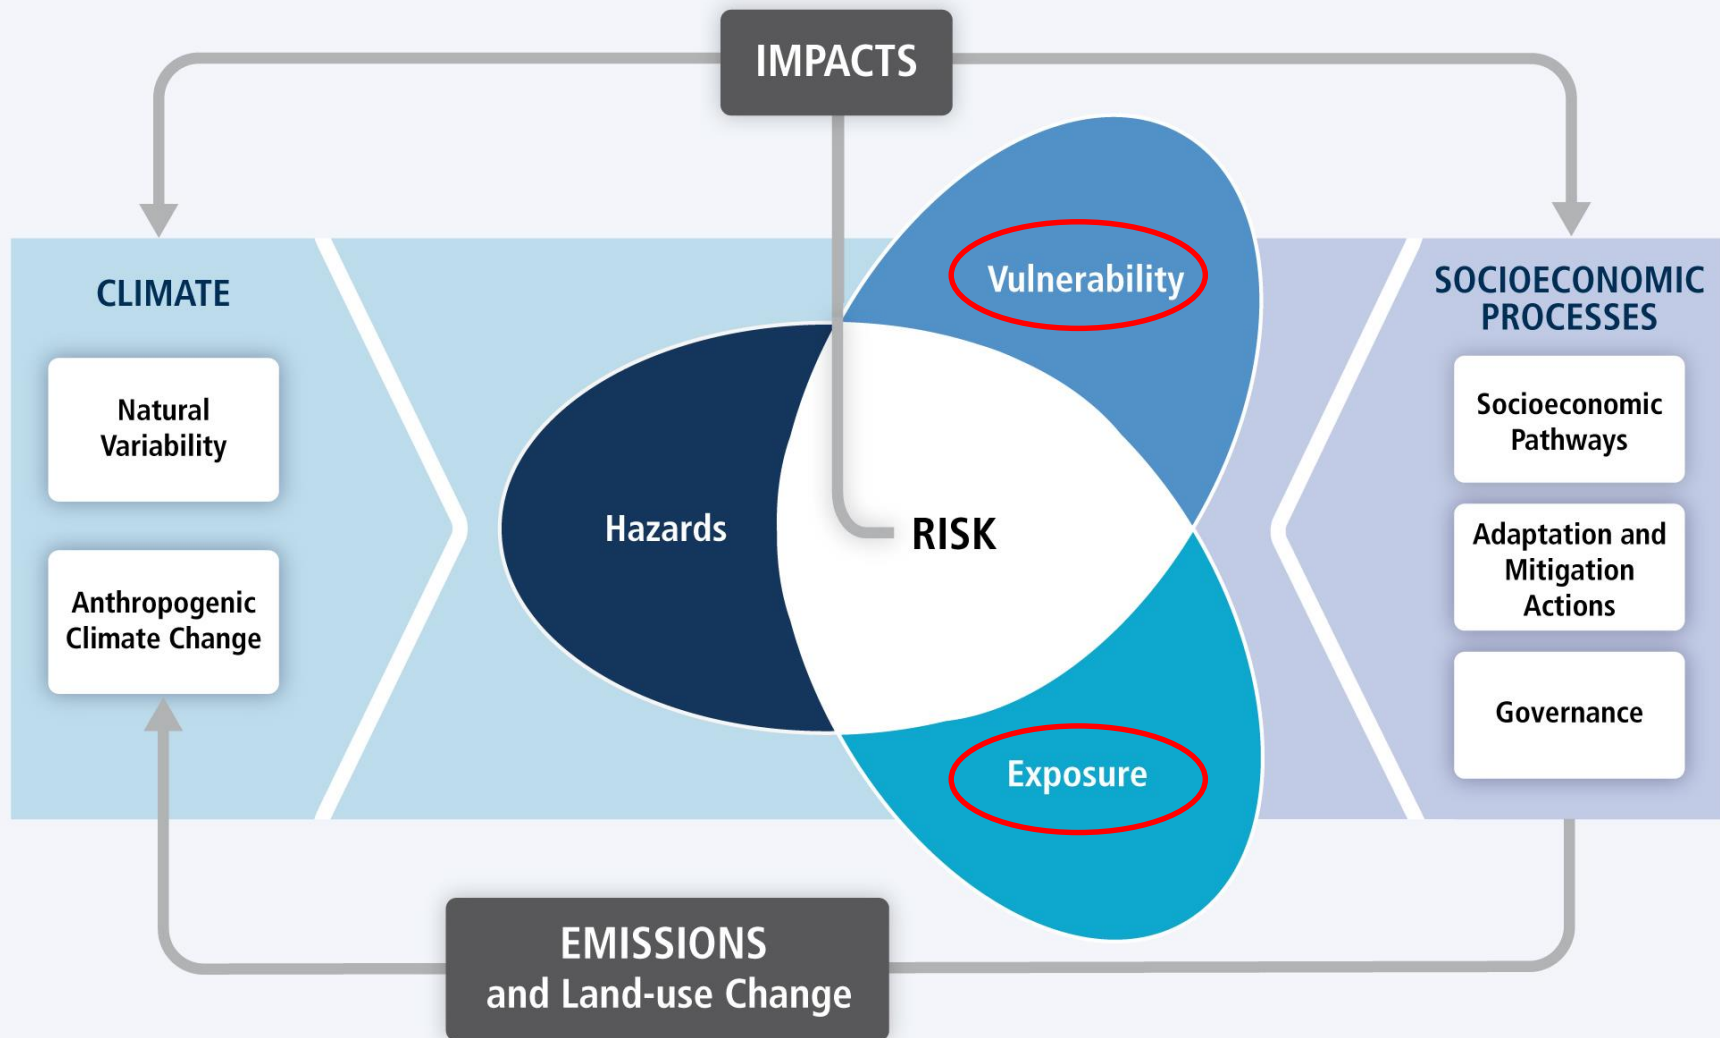 IMPACTS
CLIMATE
Natural
Variability
Anthropogenic
Climate Change
Hazards
Vulnerability
RISK
Exposure
SOCIOECONOMIC
PROCESSES
Socioeconomic
Pathways
Adaptation and
Mitigation
Actions
Governance
EMISSIONS
and Land-use Change